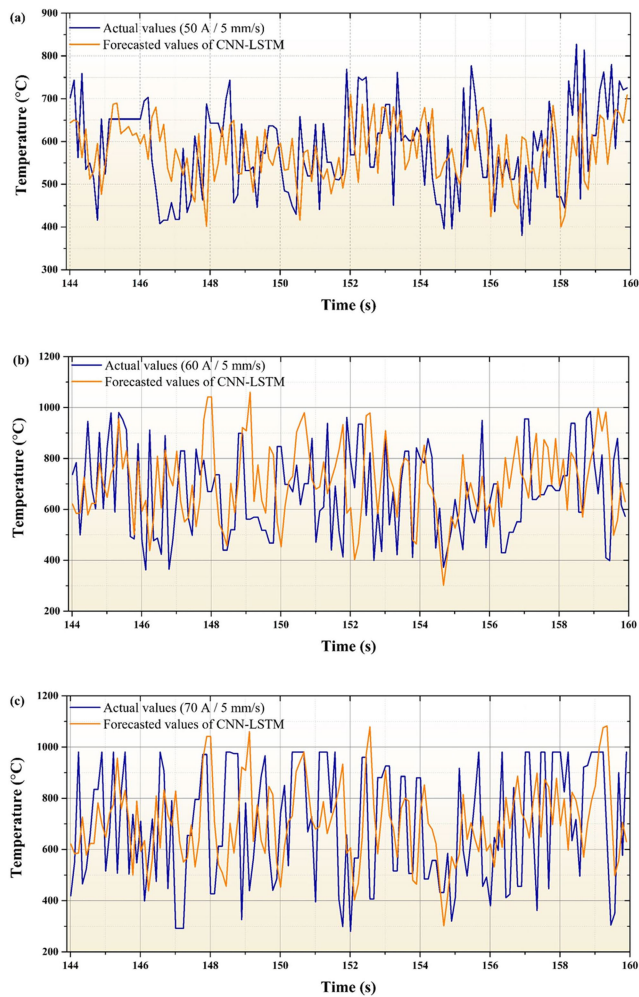 (a)
900
800
700
600
500
400
300
Temperature (°C)
Actual values (50 A / 5 mm/s)
Forecasted values of CNN-LSTM
144 146 148 150 152 154 156 158 160
Time (s)
(b)
1200
1000
800
600
400
200
Temperature (°C)
Actual values (60 A / 5 mm/s)
Forecasted values of CNN-LSTM
144 146 148 150 152 154 156 158 160
Time (s)
(c)
1200
1000
800
600
400
200
Temperature (°C)
Actual values (70 A / 5 mm/s)
Forecasted values of CNN-LSTM
144 146 148 150 152 154 156 158 160
Time (s)